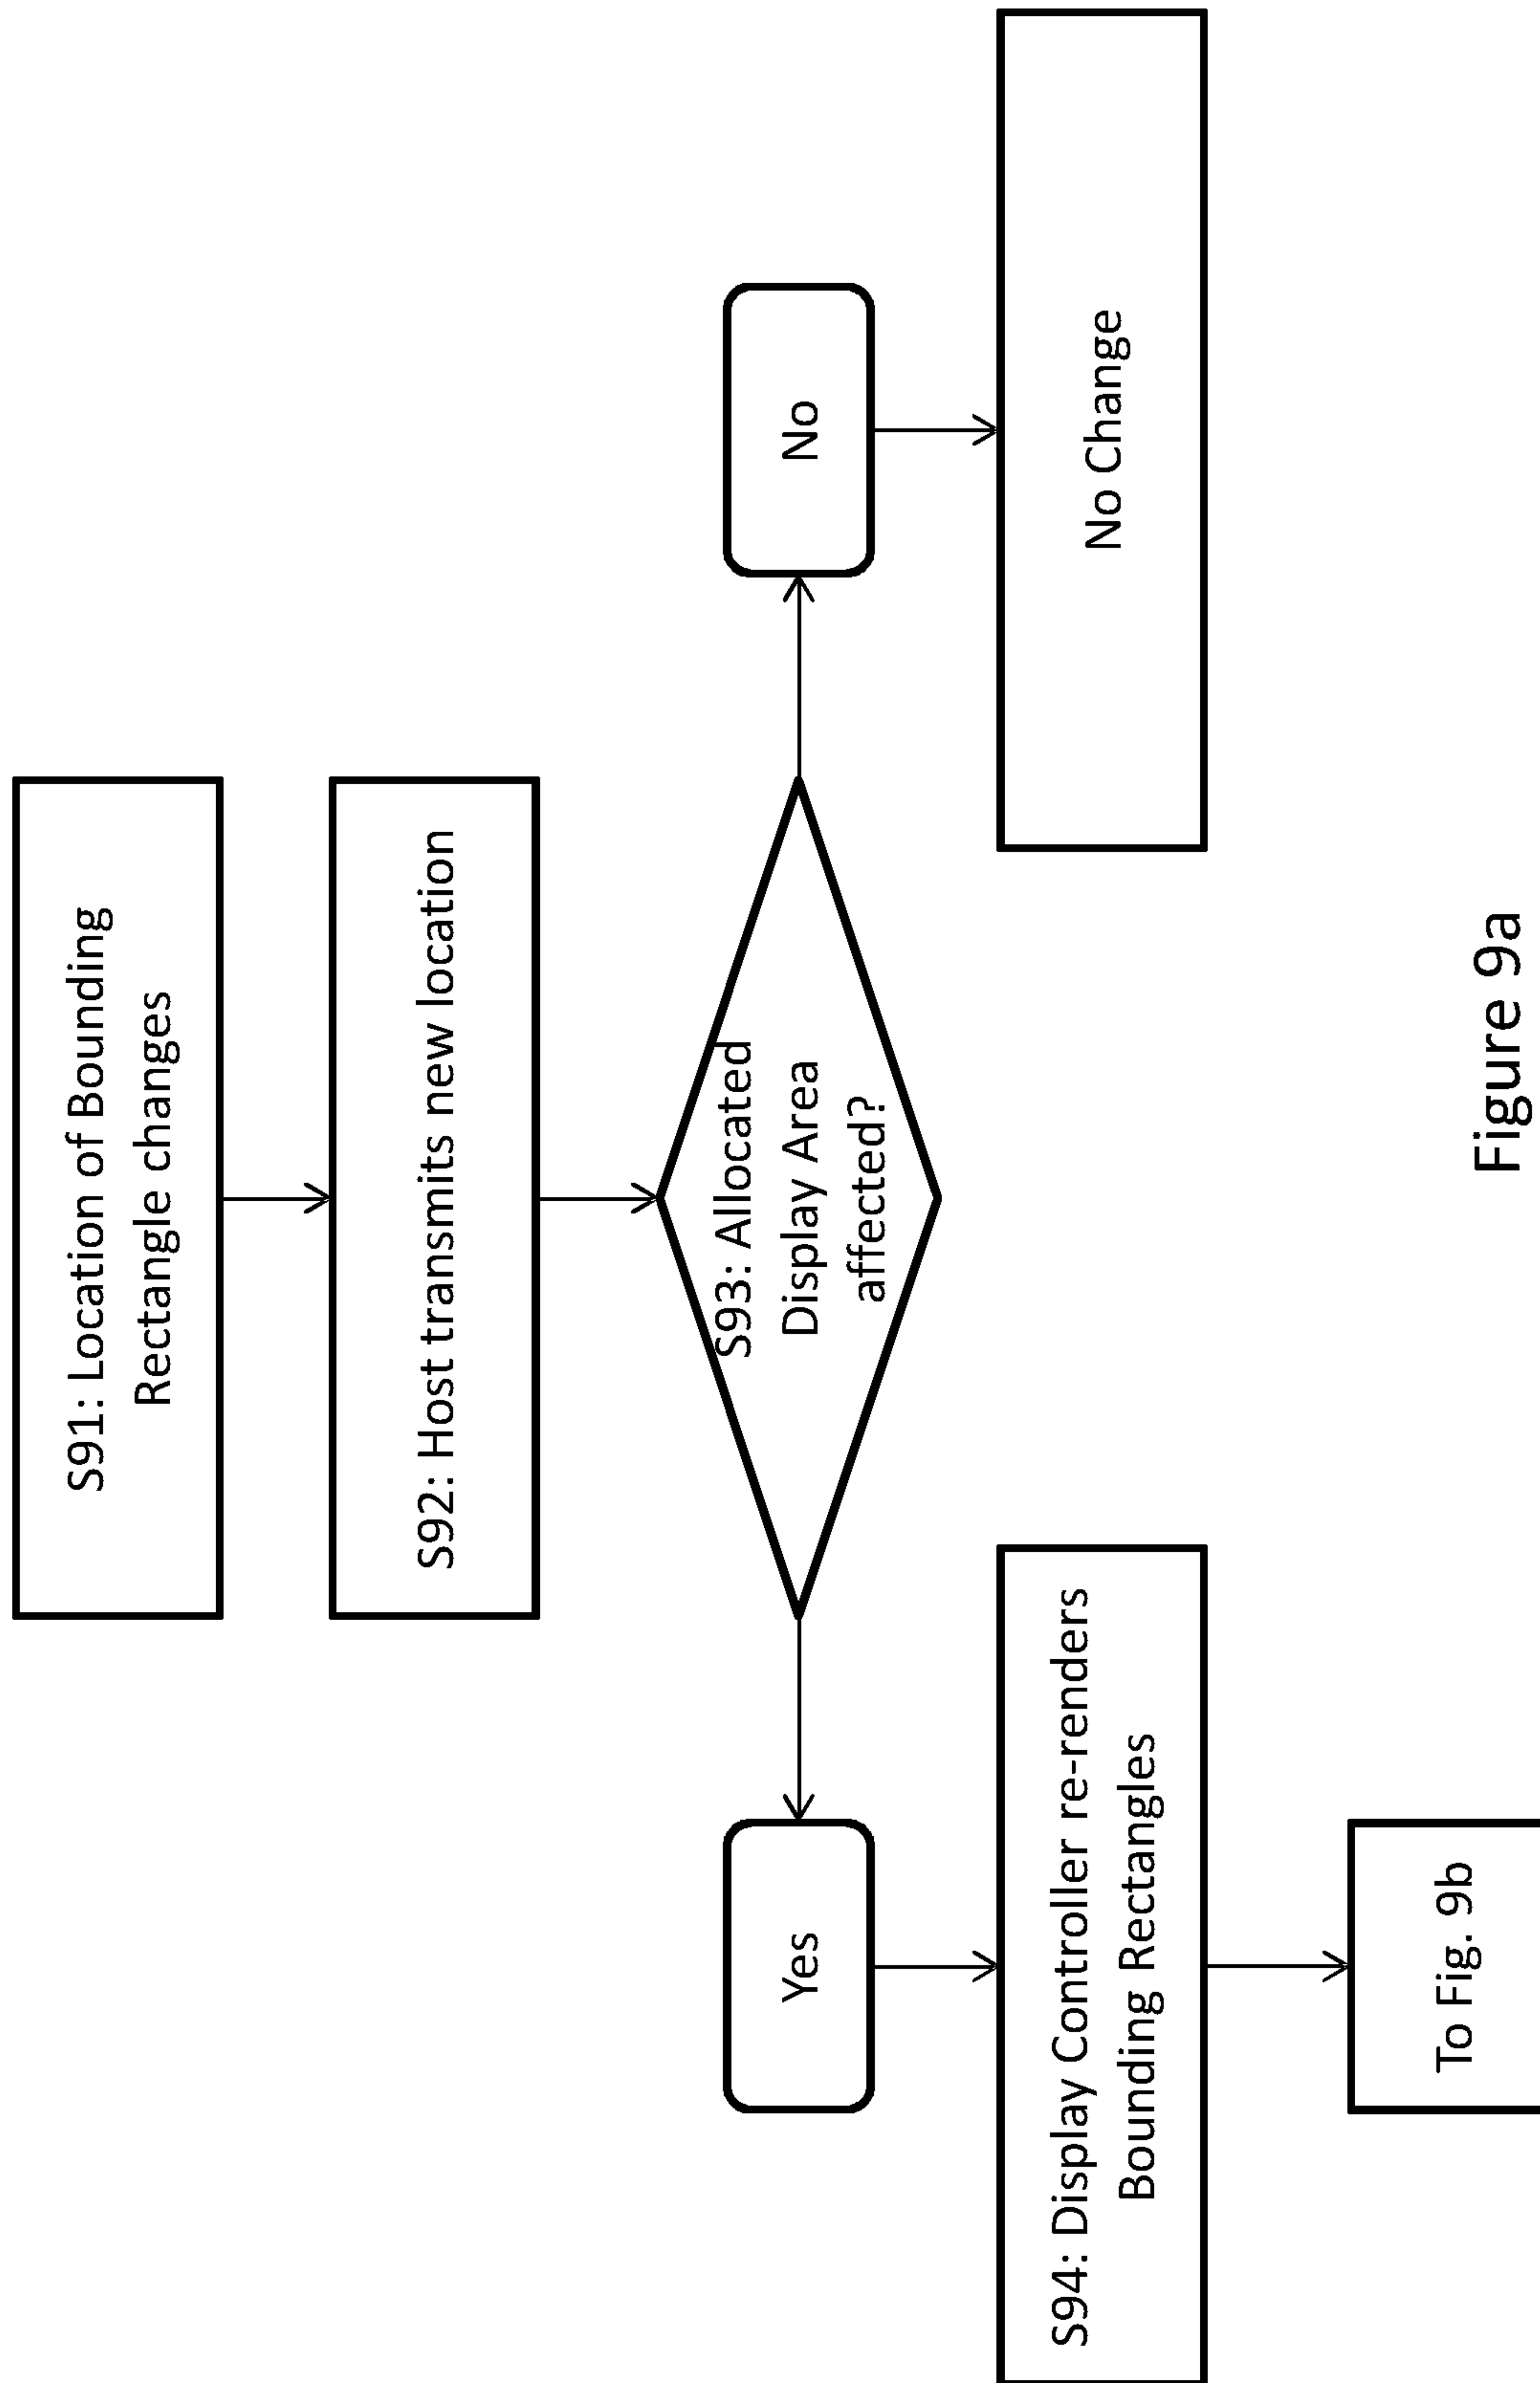 S91: Location of Bounding
Rectangle changes
S92: Host transmits new location
S93: Allocated
Display Area
affected?
Yes
No
S94: Display Controller re-renders
Bounding Rectangles
No Change
To Fig. 9b
Figure 9a